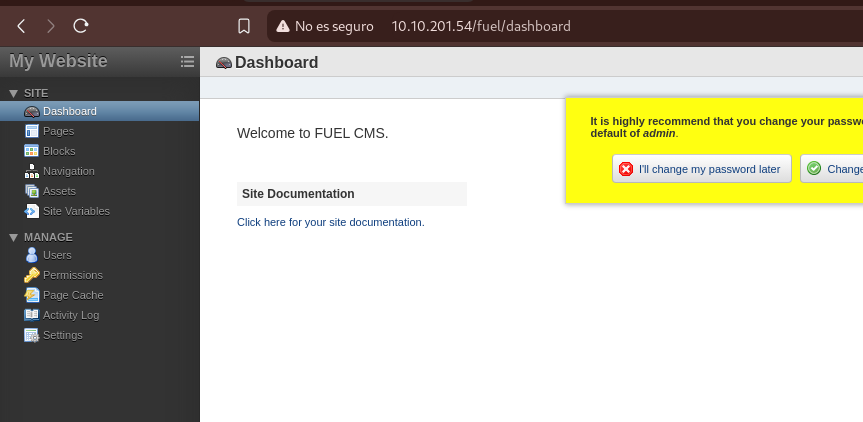 No es seguro 10.10.201.54/fuel/dashboard
My Website
Dashboard
SITE
Dashboard
Pages
Blocks
Navigation
Assets
Site Variables
MANAGE
Users
Permissions
Page Cache
Activity Log
Settings
Welcome to FUEL CMS.
Site Documentation
Click here for your site documentation.
It is highly recommend that you change your passw
default of admin.
I'll change my password later
Change